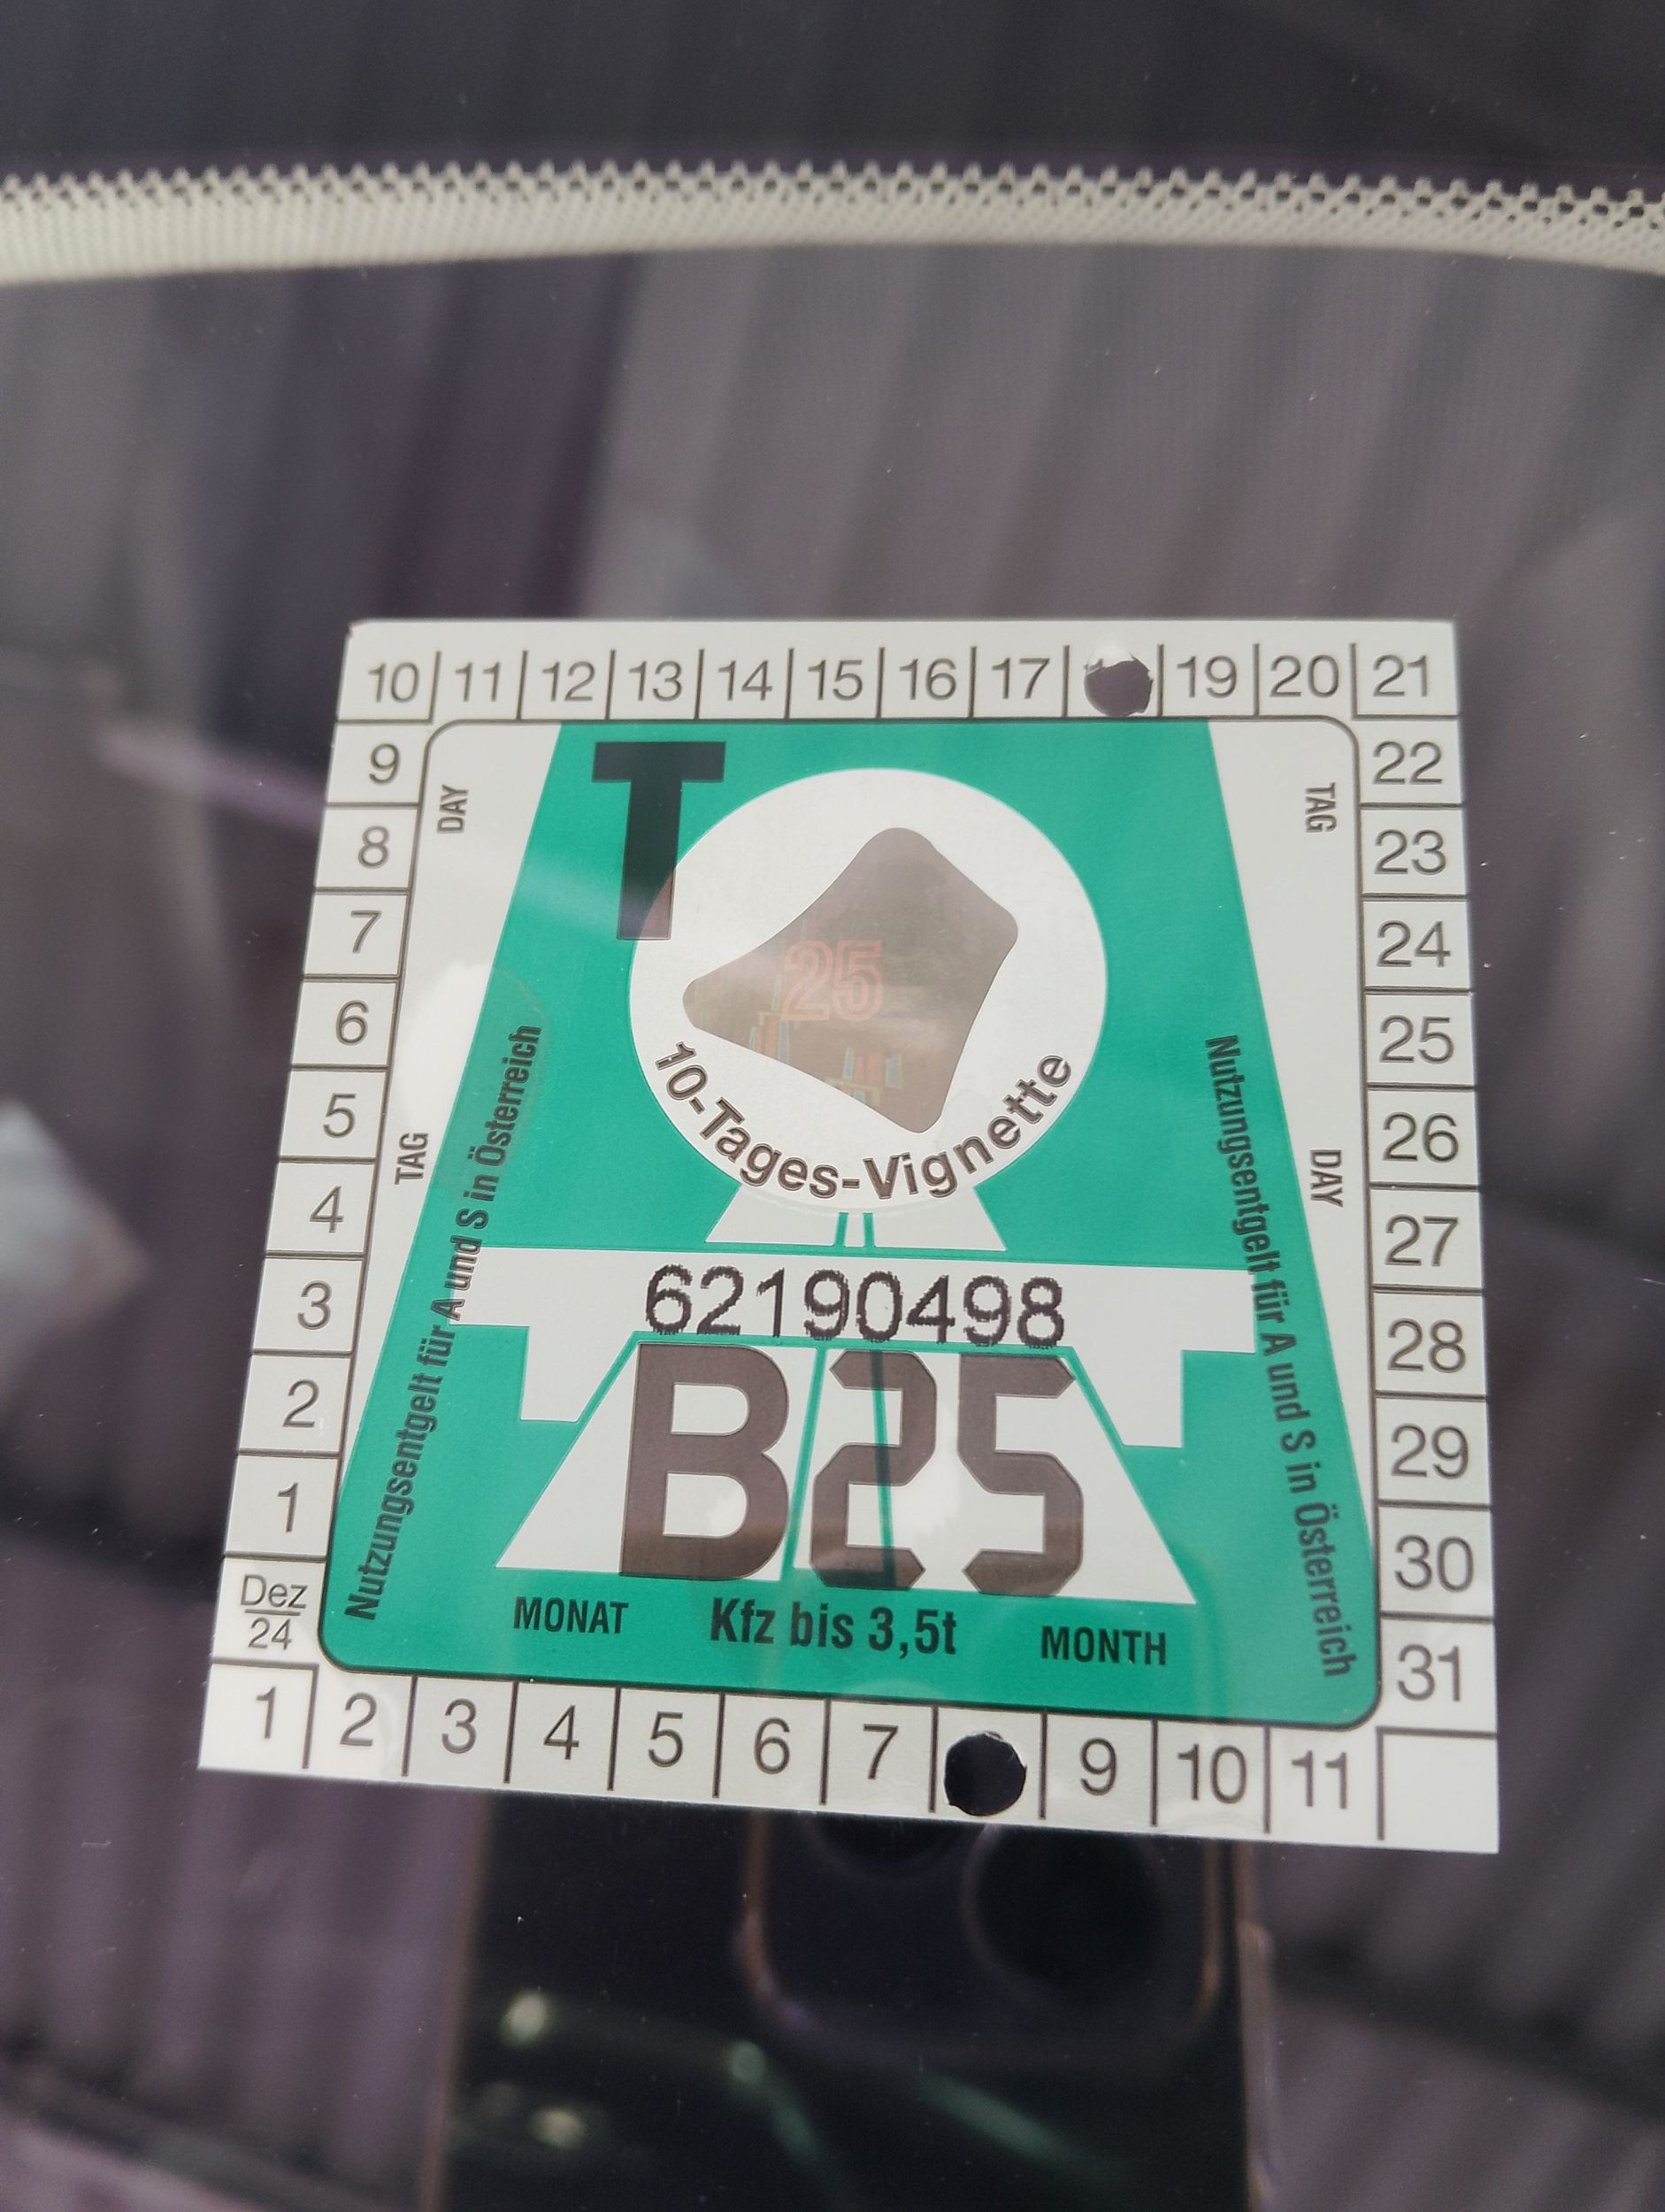 10 11 12 13 14 15 16 17 19 20 21
9
8
7
6
5
4
3
2
1
Dez
24
22
23
24
25
26
27
28
29
30
31
DAY
TAG
TAG
DAY
T
25
10-Tages-Vignette
Nutzungsentgelt für A und S in Österreich
Nutzungsentgelt für A und S in Österreich
62190498
B25
MONAT Kfz bis 3,5t MONTH
1 2 3 4 5 6 7 9 10 11